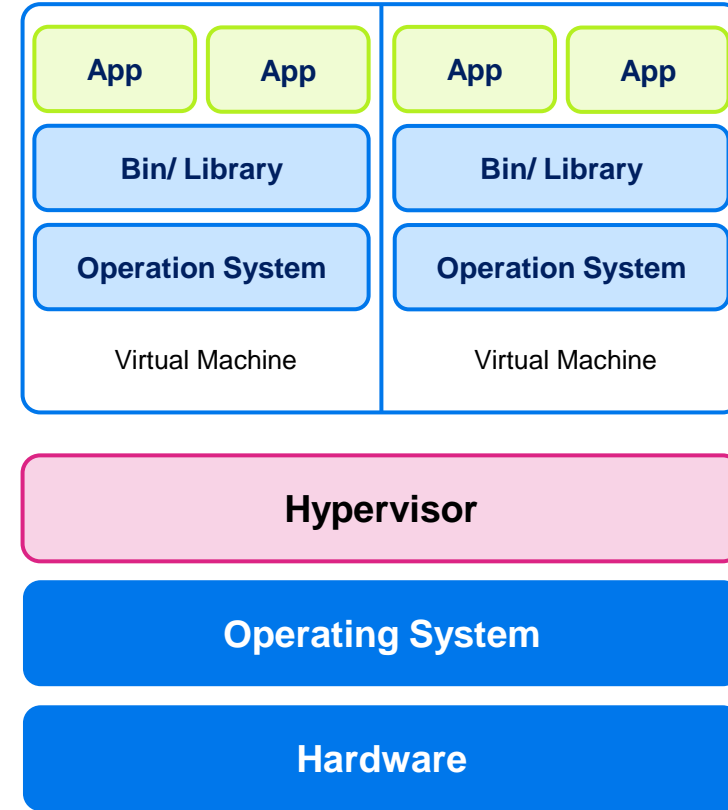 App App App App
Bin/ Library Bin/ Library
Operation System Operation System
Virtual Machine Virtual Machine
Hypervisor
Operating System
Hardware